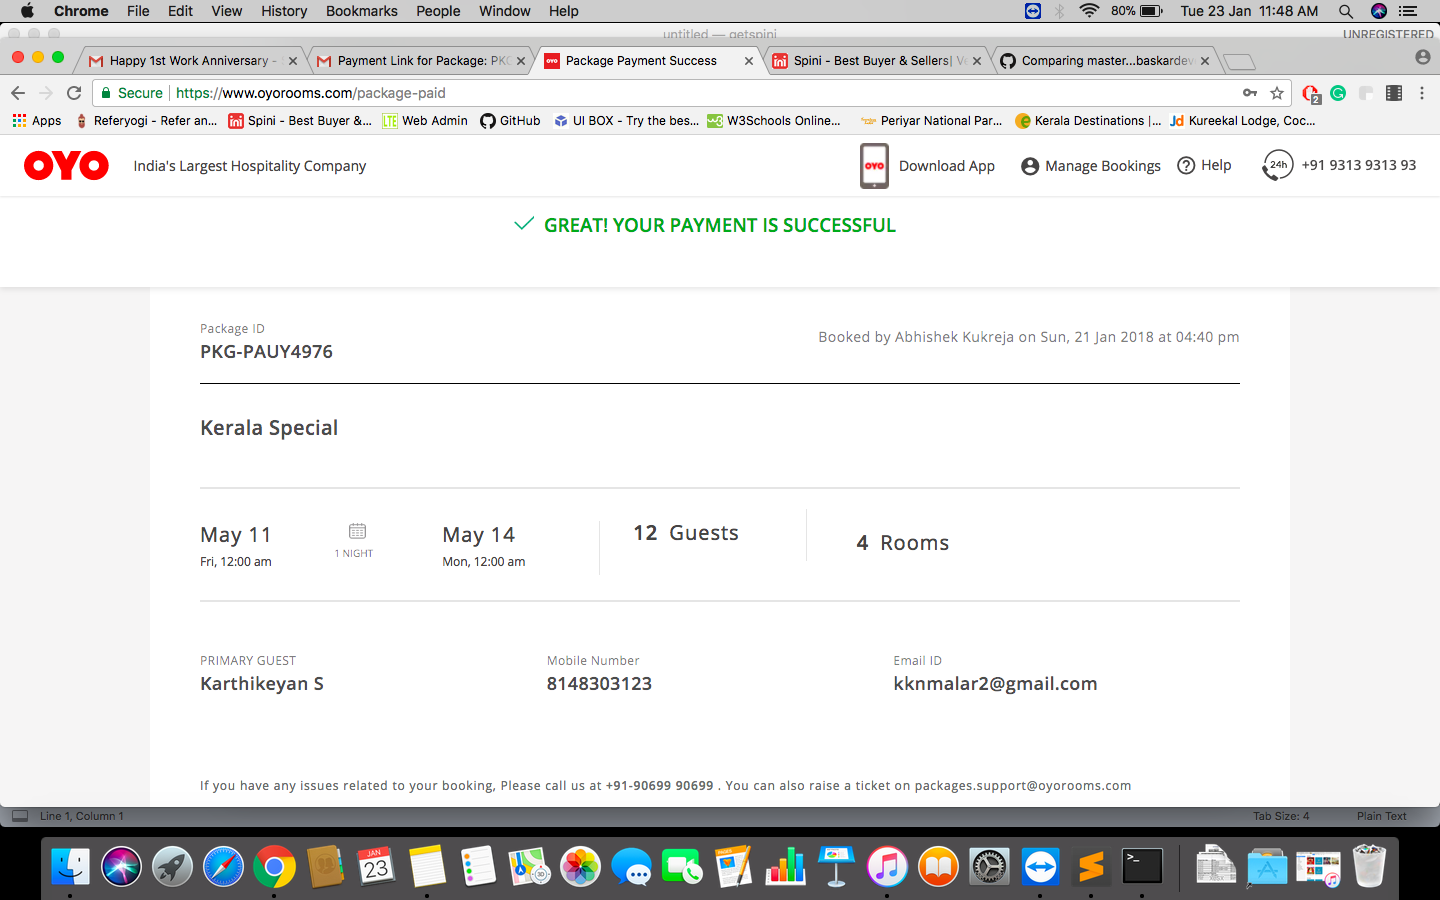 Chrome File Edit View History Bookmarks People Window Help 80% Tue 23 Jan 11:48 AM
untitled — getspini UNREGISTERED
Happy 1st Work Anniversary - Payment Link for Package: PKG Package Payment Success Spini - Best Buyer & Sellers| Ve Comparing master...baskardev
Secure https://www.oyorooms.com/package-paid 2
Apps Referyogi - Refer an... Spini - Best Buyer &... LTE Web Admin GitHub UI BOX - Try the bes... W3Schools Online... Periyar National Par... Kerala Destinations |... Jd Kureekal Lodge, Coc...
OYO India's Largest Hospitality Company OYO Download App Manage Bookings ? Help 24h +91 9313 9313 93
GREAT! YOUR PAYMENT IS SUCCESSFUL
Package ID
PKG-PAUY4976
Booked by Abhishek Kukreja on Sun, 21 Jan 2018 at 04:40 pm
Kerala Special
May 11 May 14 12 Guests 4 Rooms
1 NIGHT
Fri, 12:00 am Mon, 12:00 am
PRIMARY GUEST Mobile Number Email ID
Karthikeyan S 8148303123 kknmalar2@gmail.com
If you have any issues related to your booking, Please call us at +91-90699 90699 . You can also raise a ticket on packages.support@oyorooms.com
Line 1, Column 1 Tab Size: 4 Plain Text
JAN
23